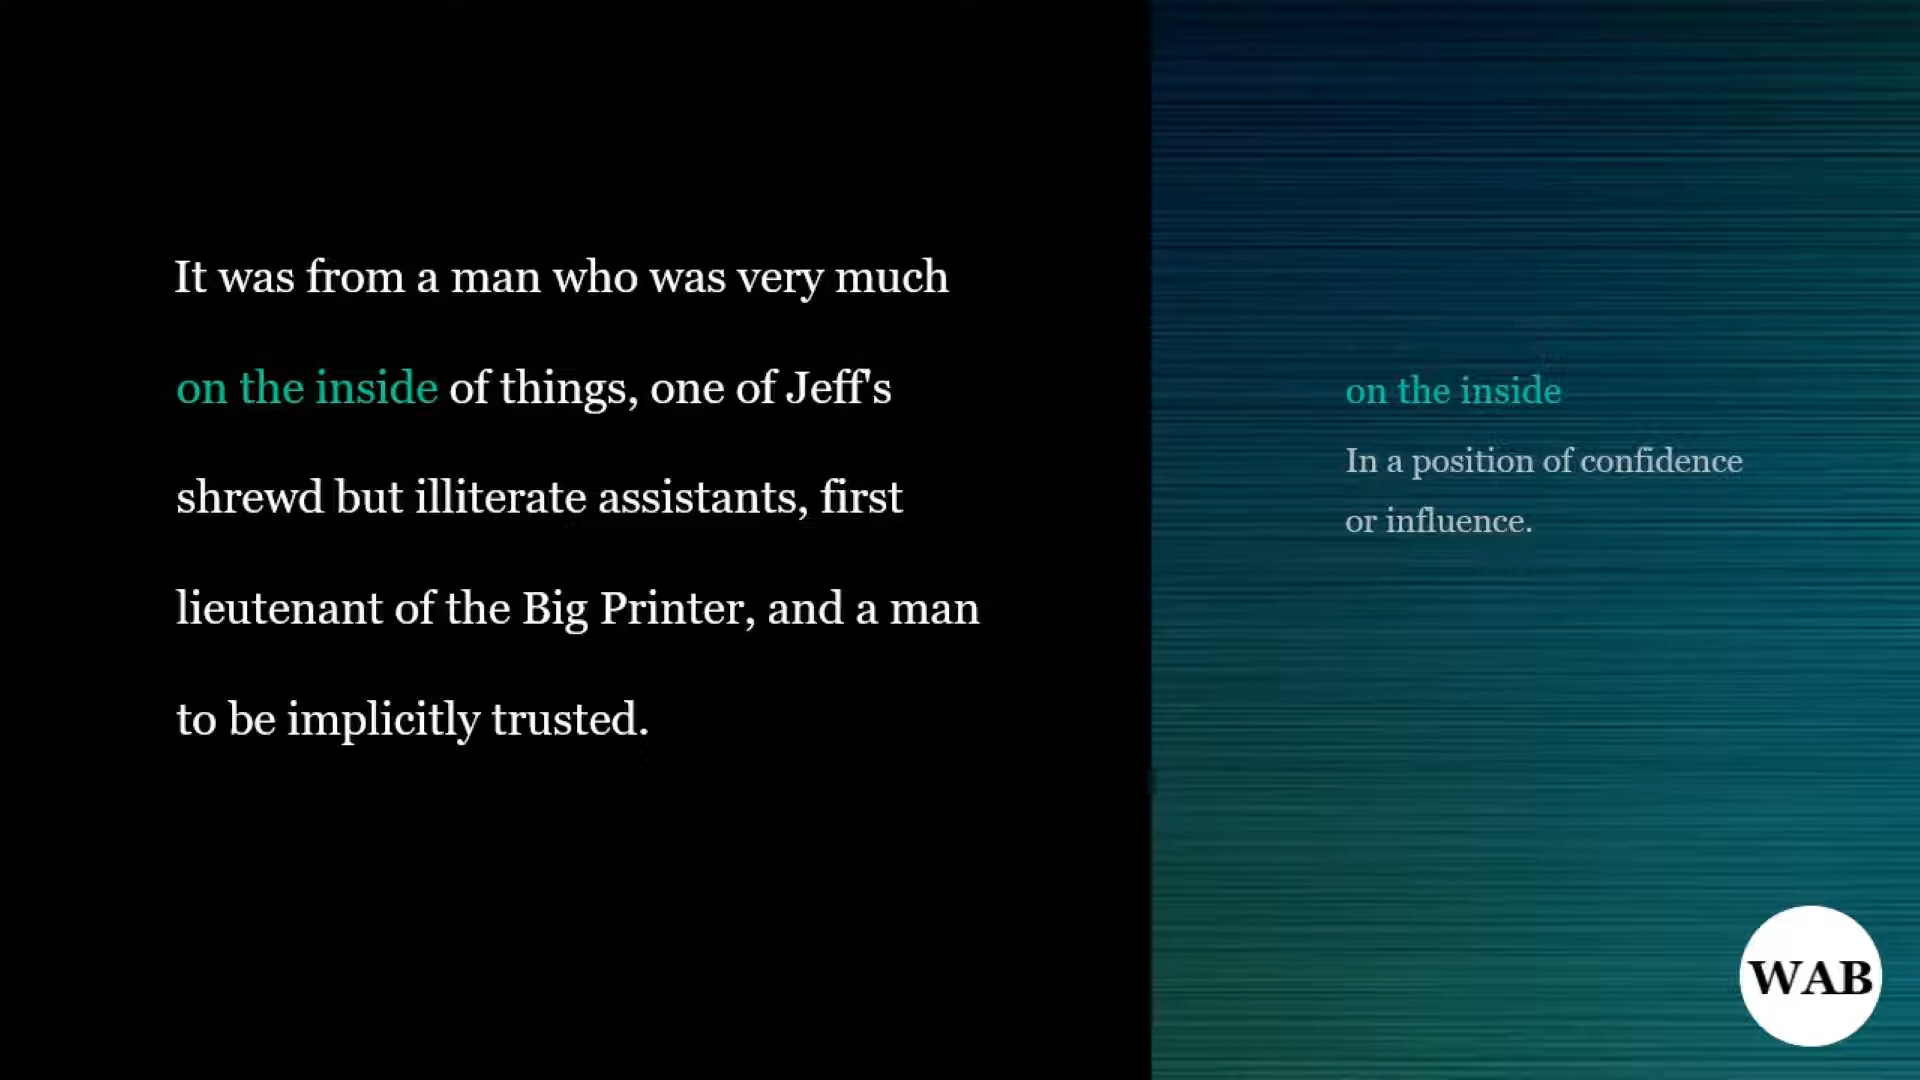 It was from a man who was very much
on the inside of things, one of Jeff's
shrewd but illiterate assistants, first
lieutenant of the Big Printer, and a man
to be implicitly trusted.
on the inside
In a position of confidence
or influence.
WAB